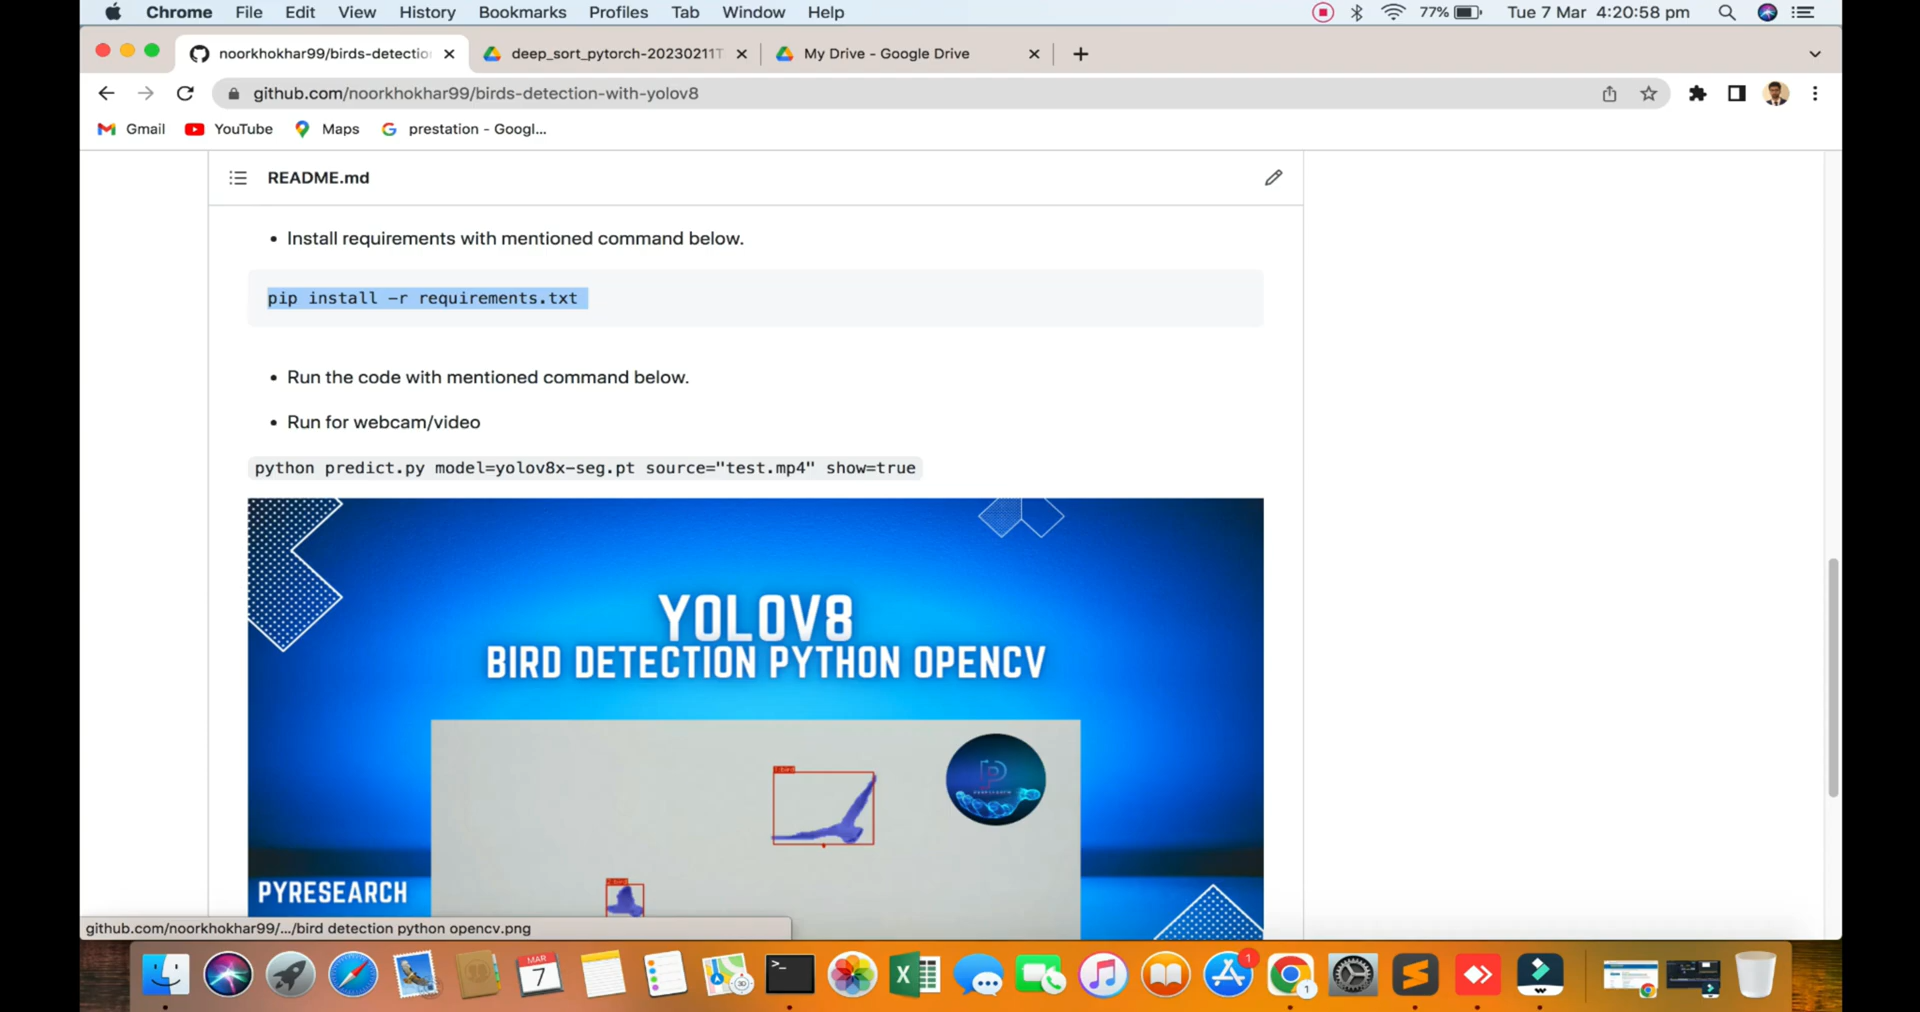 Chrome File Edit View History Bookmarks Profiles Tab Window Help 77% Tue 7 Mar 4:20:58 pm
noorkhokhar99/birds-detectio deep_sort_pytorch-20230211T My Drive - Google Drive
github.com/noorkhokhar99/birds-detection-with-yolov8
Gmail YouTube Maps prestation - Googl...
README.md
• Install requirements with mentioned command below.
pip install -r requirements.txt
• Run the code with mentioned command below.
• Run for webcam/video
python predict.py model=yolov8x-seg.pt source="test.mp4" show=true
YOLOV8
BIRD DETECTION PYTHON OPENCV
PYRESEARCH
github.com/noorkhokhar99/.../bird detection python opencv.png
MAR
7
1
1